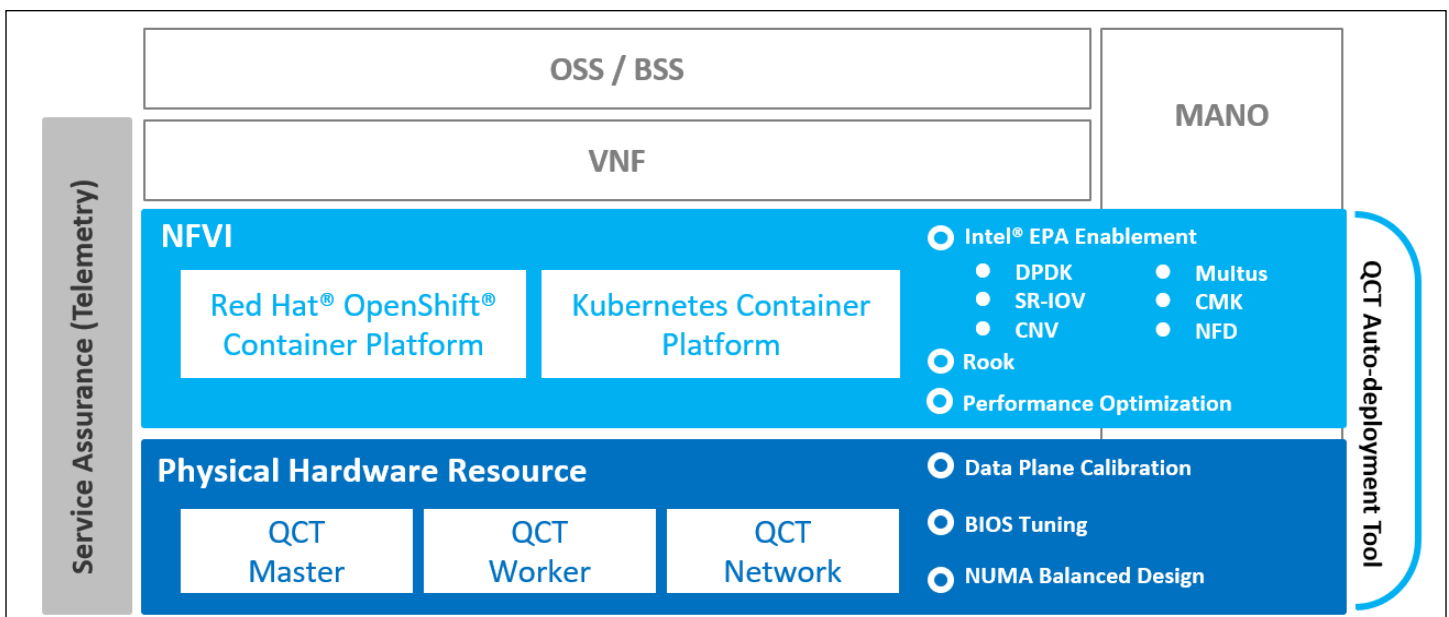 OSS / BSS
MANO
VNF
Service Assurance (Telemetry)
NFVI
Red Hat® OpenShift®
Container Platform
Kubernetes Container
Platform
Intel® EPA Enablement
DPDK
Multus
SR-IOV
CMK
CNV
NFD
Rook
Performance Optimization
QCT Auto-deployment Tool
Physical Hardware Resource
QCT
Master
QCT
Worker
QCT
Network
Data Plane Calibration
BIOS Tuning
NUMA Balanced Design